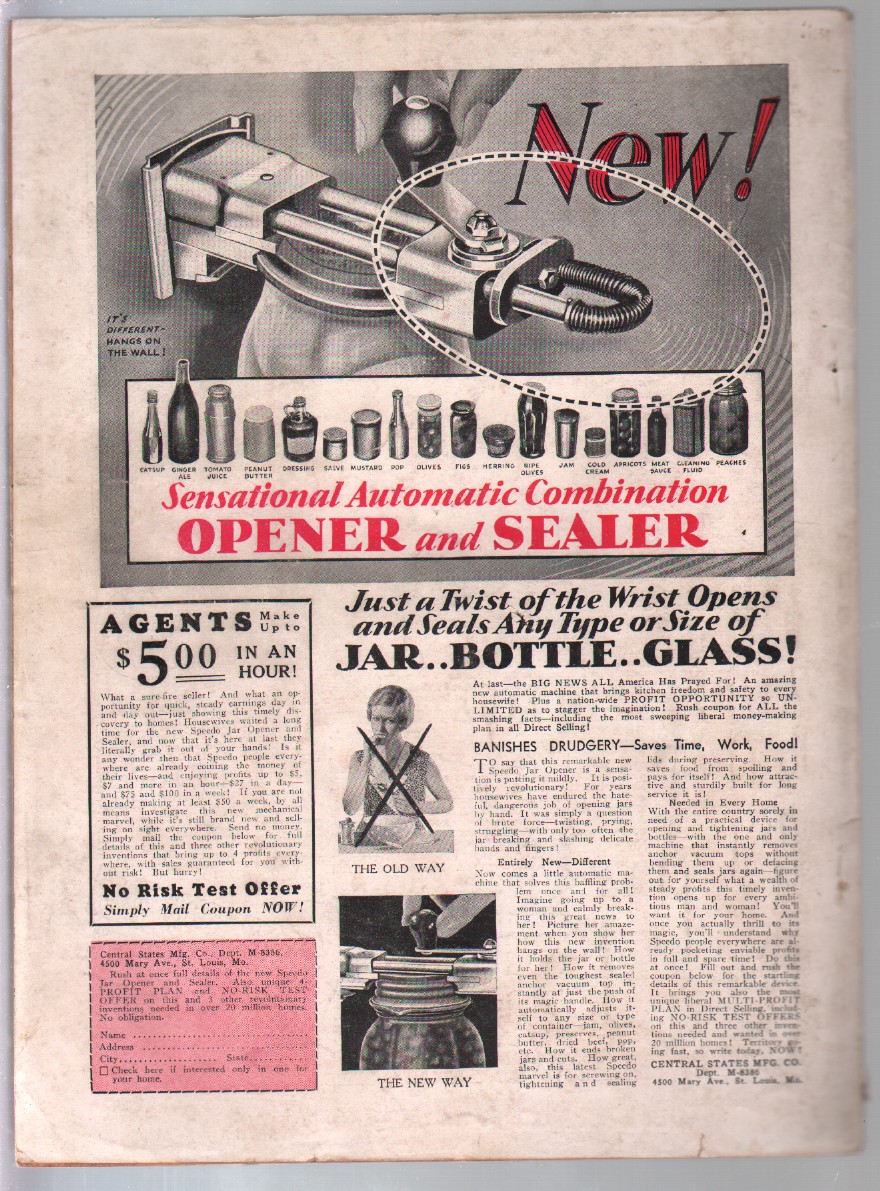 New!
IT'S
DIFFERENT-
HANGS ON
THE WALL!
CATSUP
GINGER
ALE
TOMATO
JUICE
PEANUT
BUTTER
DRESSING
SALVE
MUSTARD
POP
OLIVES
FIGS
HERRING
RIPE
OLIVES
JAM
COLD
CREAM
APRICOTS
MEAT
SAUCE
CLEANING
FLUID
PEACHES
Sensational Automatic Combination
OPENER and SEALER
AGENTS Make
Up to
$5.00 IN AN
HOUR!
What a sure-fire seller! And what an op-
portunity for quick, steady earnings day in
and day out—just showing this timely dis-
covery to homes! Housewives waited a long
time for the new Speedo Jar Opener and
Sealer, and now that it's here at last they
literally grab it out of your hands! Is it
any wonder then that Speedo people every-
where are already coining the money of
their lives—and enjoying profits up to $5,
$7 and more in an hour—$27 in a day—
and $75 and $100 in a week! If you are not
already making at least $50 a week, by all
means investigate this new mechanical
marvel, while it's still brand new and sell-
ing on sight everywhere. Send no money.
Simply mail the coupon below for full
details of this and three other revolutionary
inventions that bring up to 4 profits every-
where, with sales guaranteed for you with-
out risk! But hurry!
No Risk Test Offer
Simply Mail Coupon NOW!
Central States Mfg. Co., Dept. M-8386,
4500 Mary Ave., St. Louis, Mo.
Rush at once full details of the new Speedo
Jar Opener and Sealer. Also unique 4-
PROFIT PLAN and NO-RISK TEST
OFFER on this and 3 other revolutionary
inventions needed in over 20 million homes.
No obligation.
Name
Address
City State
Check here if interested only in one for
your home.
Just a Twist of the Wrist Opens
and Seals Any Type or Size of
JAR..BOTTLE..GLASS!
At last—the BIG NEWS ALL America Has Prayed For! An amazing
new automatic machine that brings kitchen freedom and safety to every
housewife! Plus a nation-wide PROFIT OPPORTUNITY so UN-
LIMITED as to stagger the imagination! Rush coupon for ALL the
smashing facts—including the most sweeping liberal money-making
plan in all Direct Selling!
BANISHES DRUDGERY—Saves Time, Work, Food!
THE OLD WAY
THE NEW WAY
TO say that this remarkable new
Speedo Jar Opener is a sensa-
tion is putting it mildly. It is posi-
tively revolutionary! For years
housewives have endured the hate-
ful, dangerous job of opening jars
by hand. It was simply a question
of brute force—twisting, prying,
struggling—with only too often the
jar breaking and slashing delicate
hands and fingers!
Entirely New—Different
Now comes a little automatic ma-
chine that solves this baffling prob-
lem once and for all!
Imagine going up to a
woman and calmly break-
ing this great news to
her! Picture her amaze-
ment when you show her
how this new invention
hangs on the wall! How
it holds the jar or bottle
for her! How it removes
even the toughest sealed
anchor vacuum top in-
stantly at just the push of
its magic handle. How it
automatically adjusts it-
self to any size of type
of container—jam, olives,
catsup, preserves, peanut
butter, dried beef, pop,
etc. How it ends broken
jars and cuts. How great,
also, this latest Speedo
marvel is for screwing on,
tightening and sealing
lids during preserving. How it
saves food from spoiling and
pays for itself! And how attrac-
tive and sturdily built for long
service it is!
Needed in Every Home
With the entire country sorely in
need of a practical device for
opening and tightening jars and
bottles—with the one and only
machine that instantly removes
anchor vacuum tops without
bending them up or defacing
them and seals jars again—figure
out for yourself what a wealth of
steady profits this timely inven-
tion opens up for every ambi-
tious man and woman! You'll
want it for your home. And
once you actually thrill to its
magic, you'll understand why
Speedo people everywhere are al-
ready pocketing enviable profits
in full and spare time! Do this
at once! Fill out and rush the
coupon below for the startling
details of this remarkable device.
It brings you also the most
unique liberal MULTI-PROFIT
PLAN in Direct Selling, includ-
ing NO-RISK TEST OFFERS
on this and three other inven-
tions needed and wanted in over
20 million homes! Territory go-
ing fast, so write today, NOW!
CENTRAL STATES MFG. CO.
Dept. M-8386
4500 Mary Ave., St. Louis, Mo.